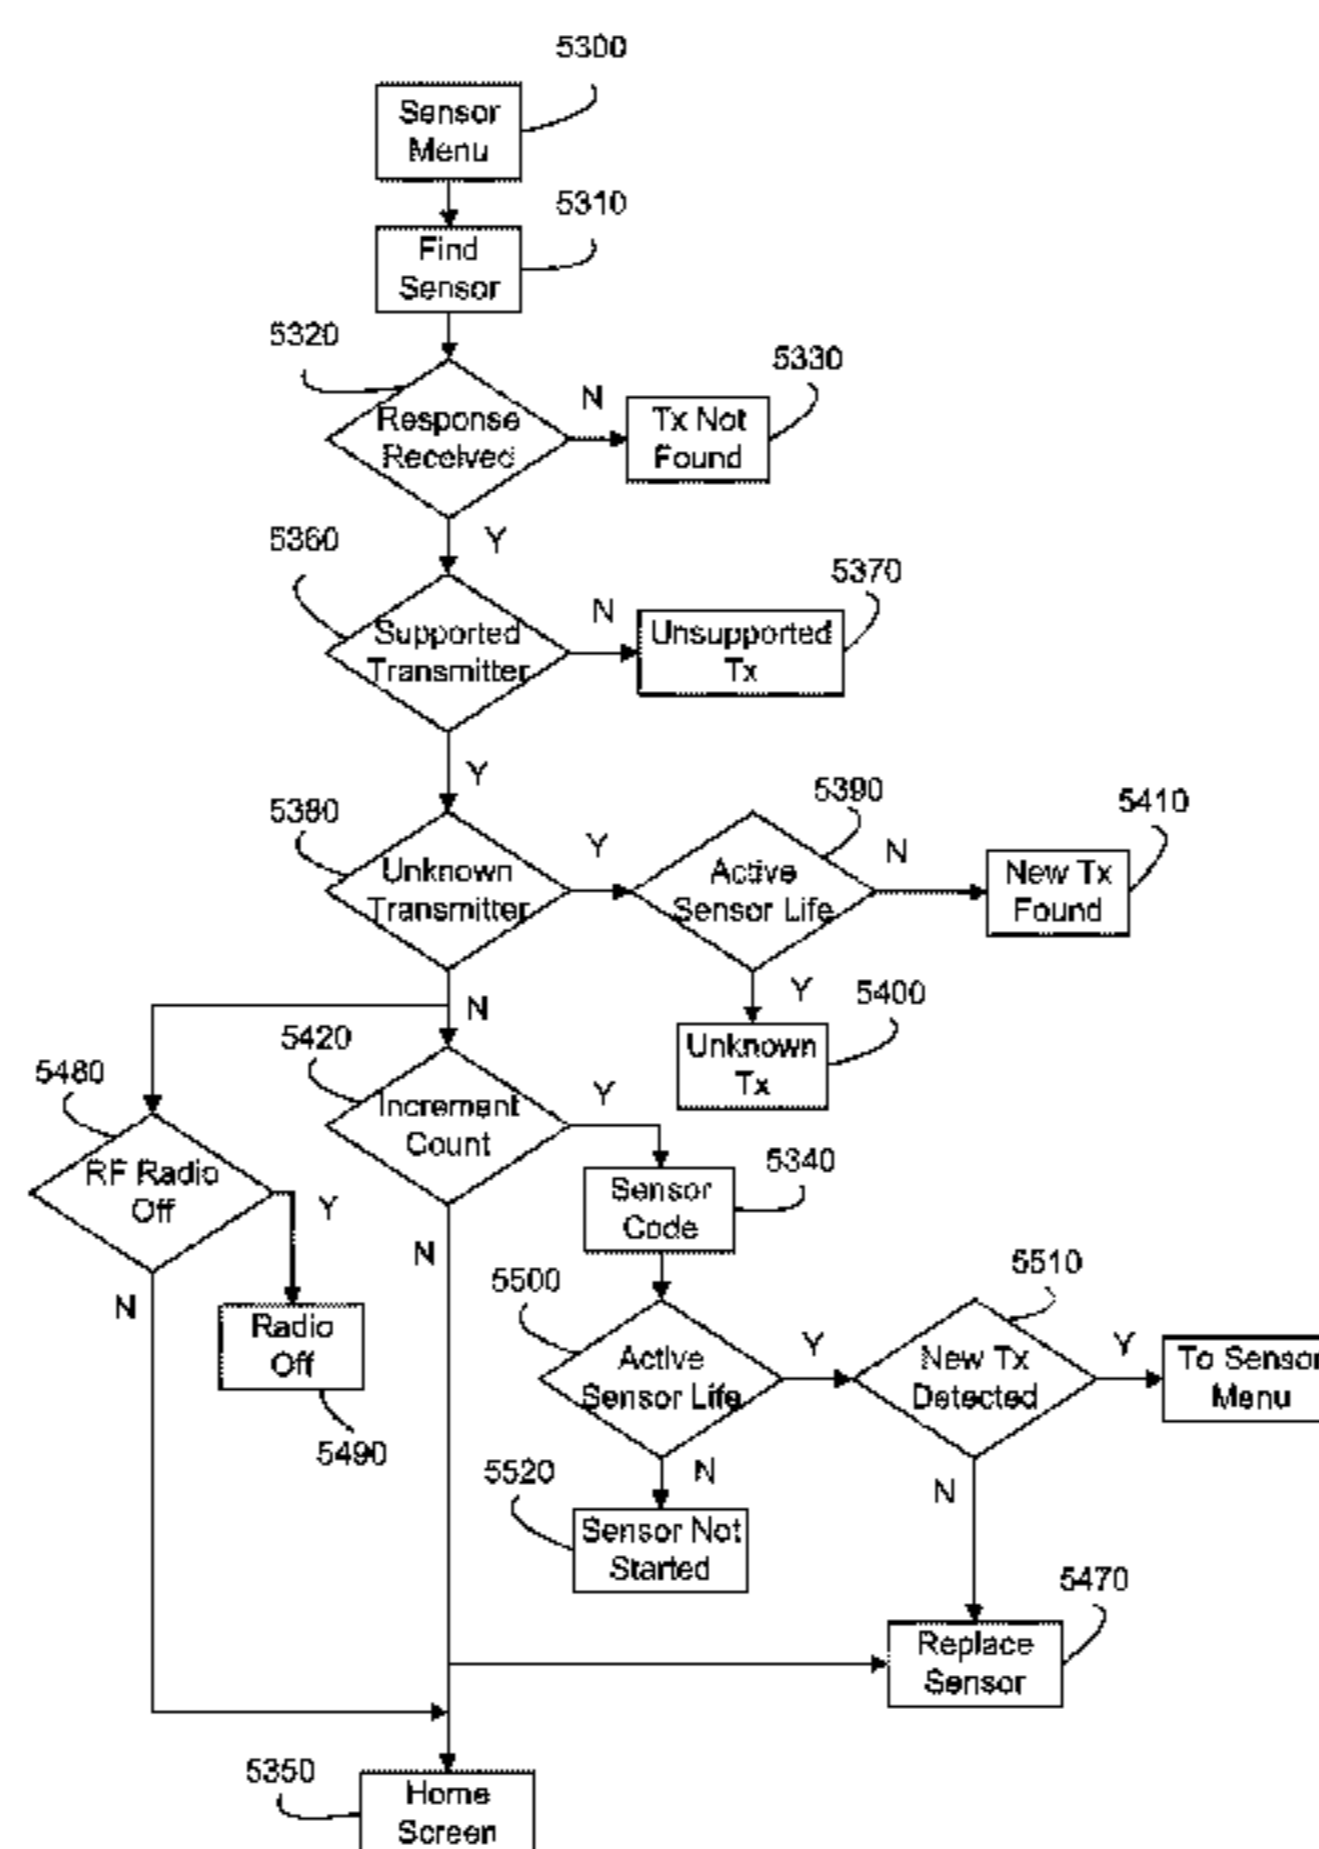 5300
Sensor
Menu
5310
Find
Sensor
5320
Response
Received
N
5330
Tx Not
Found
Y
5360
Supported
Transmitter
N
5370
Unsupported
Tx
Y
5380
Unknown
Transmitter
Y
5390
Active
Sensor Life
N
5410
New Tx
Found
Y
5400
Unknown
Tx
N
5420
Increment
Count
Y
5480
RF Radio
Off
Y
N
Radio
Off
5490
N
5340
Sensor
Code
5500
Active
Sensor Life
Y
5510
New Tx
Detected
Y
To Sensor
Menu
N
5520
Sensor Not
Started
N
5470
Replace
Sensor
5350
Home
Screen